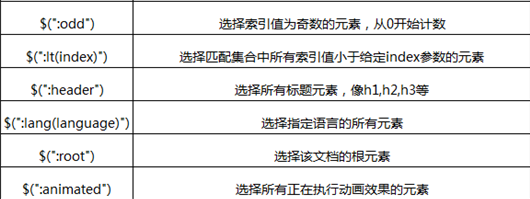 $(":odd") 选择索引值为奇数的元素，从0开始计数
$(":lt(index)") 选择匹配集合中所有索引值小于给定index参数的元素
$(":header") 选择所有标题元素，像h1,h2,h3等
$(":lang(language)") 选择指定语言的所有元素
$(":root") 选择该文档的根元素
$(":animated") 选择所有正在执行动画效果的元素